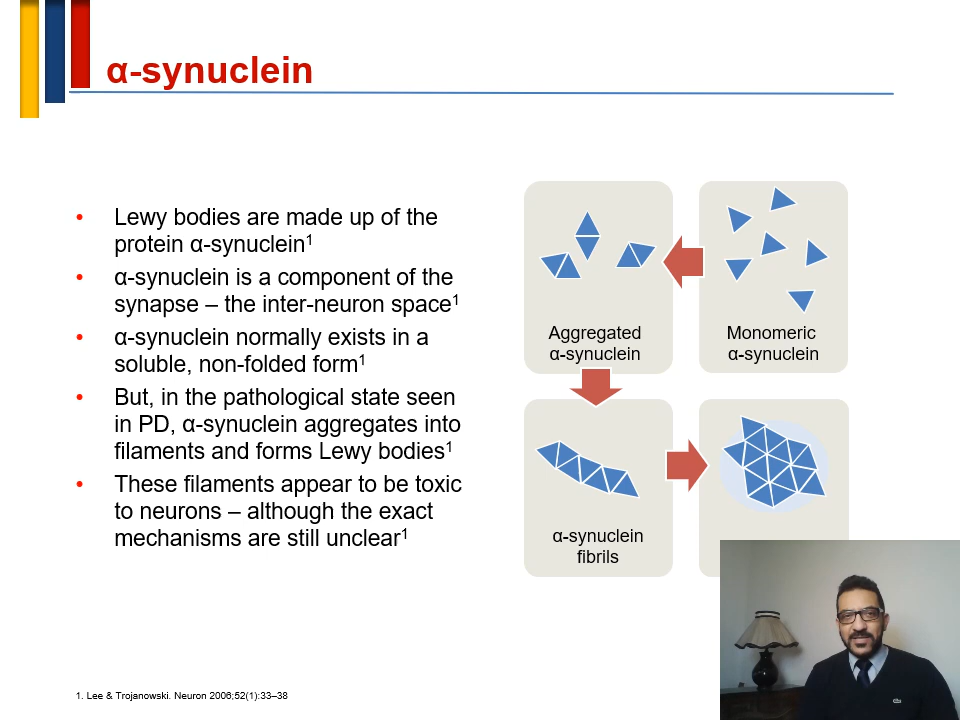 α-synuclein
• Lewy bodies are made up of the
protein α-synuclein1
• α-synuclein is a component of the
synapse – the inter-neuron space1
• α-synuclein normally exists in a
soluble, non-folded form1
• But, in the pathological state seen
in PD, α-synuclein aggregates into
filaments and forms Lewy bodies1
• These filaments appear to be toxic
to neurons – although the exact
mechanisms are still unclear1
Aggregated
α-synuclein
Monomeric
α-synuclein
α-synuclein
fibrils
1. Lee & Trojanowski. Neuron 2006;52(1):33–38